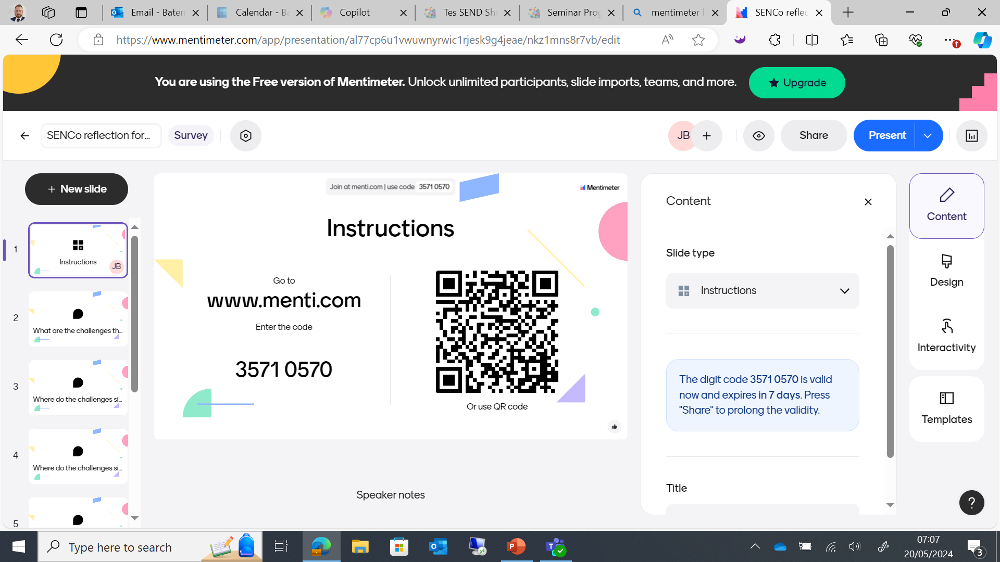 Email - Baten
Calendar - Ba
Copilot
Tes SEND Sho
Seminar Prog
mentimeter l
SENCo reflec
https://www.mentimeter.com/app/presentation/al77cp6u1vwuwnyrwic1rjesk9g4jeae/nkz1mns8r7vb/edit
You are using the Free version of Mentimeter. Unlock unlimited participants, slide imports, teams, and more.
Upgrade
SENCo reflection for...
Survey
JB
Share
Present
+ New slide
1
Instructions
JB
2
What are the challenges th...
3
Where do the challenges si...
4
Where do the challenges si...
5
Join at menti.com | use code 3571 0570
Mentimeter
Instructions
Go to
www.menti.com
Enter the code
3571 0570
Or use QR code
Speaker notes
Content
Slide type
Instructions
The digit code 3571 0570 is valid
now and expires in 7 days. Press
"Share" to prolong the validity.
Title
Content
Design
Interactivity
Templates
?
Type here to search
07:07
20/05/2024
3